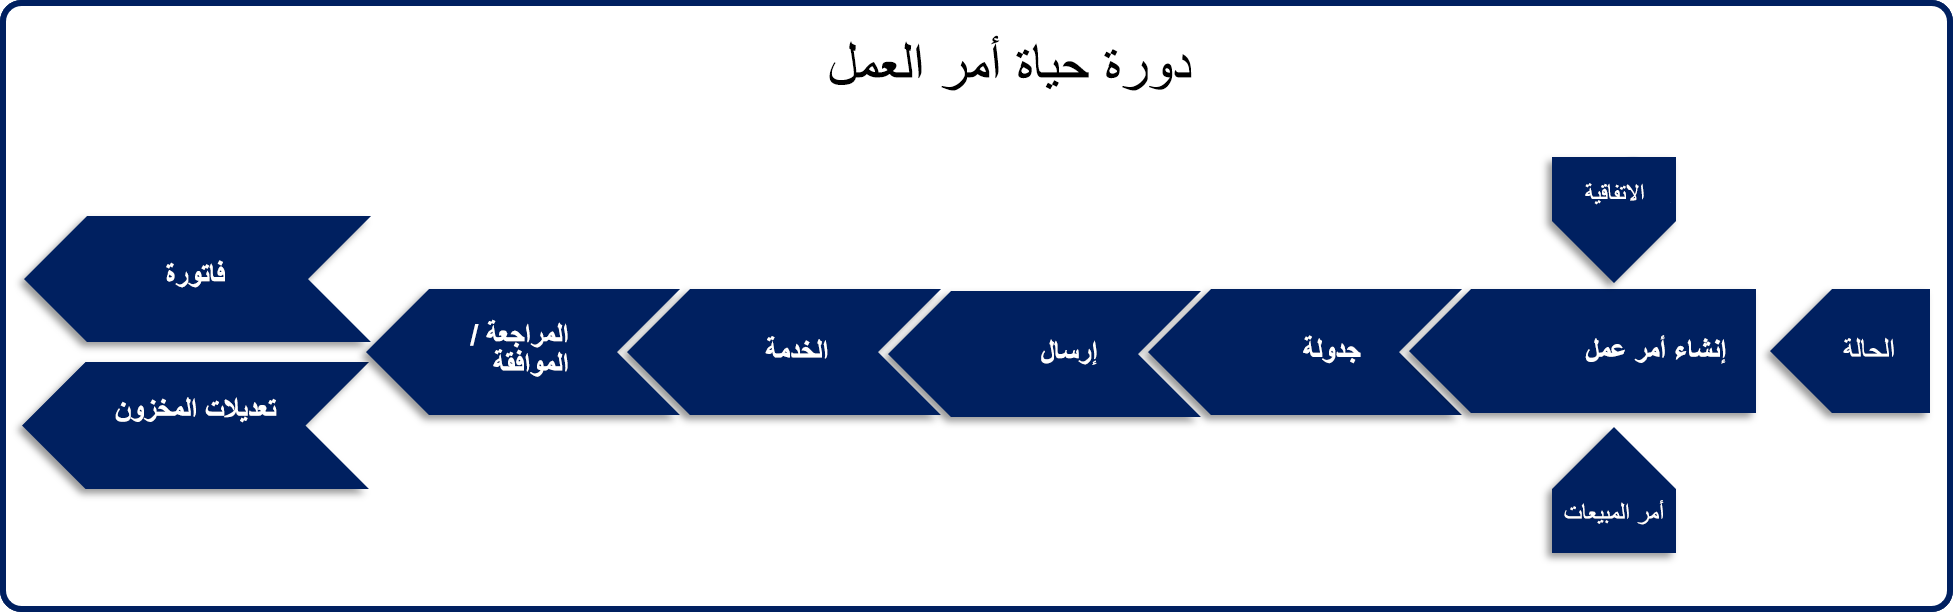 دورة حياة أمر العمل
الاتفاقية
الحالة
إنشاء أمر عمل
أمر المبيعات
جدولة
إرسال
الخدمة
المراجعة /
الموافقة
فاتورة
تعديلات المخزون